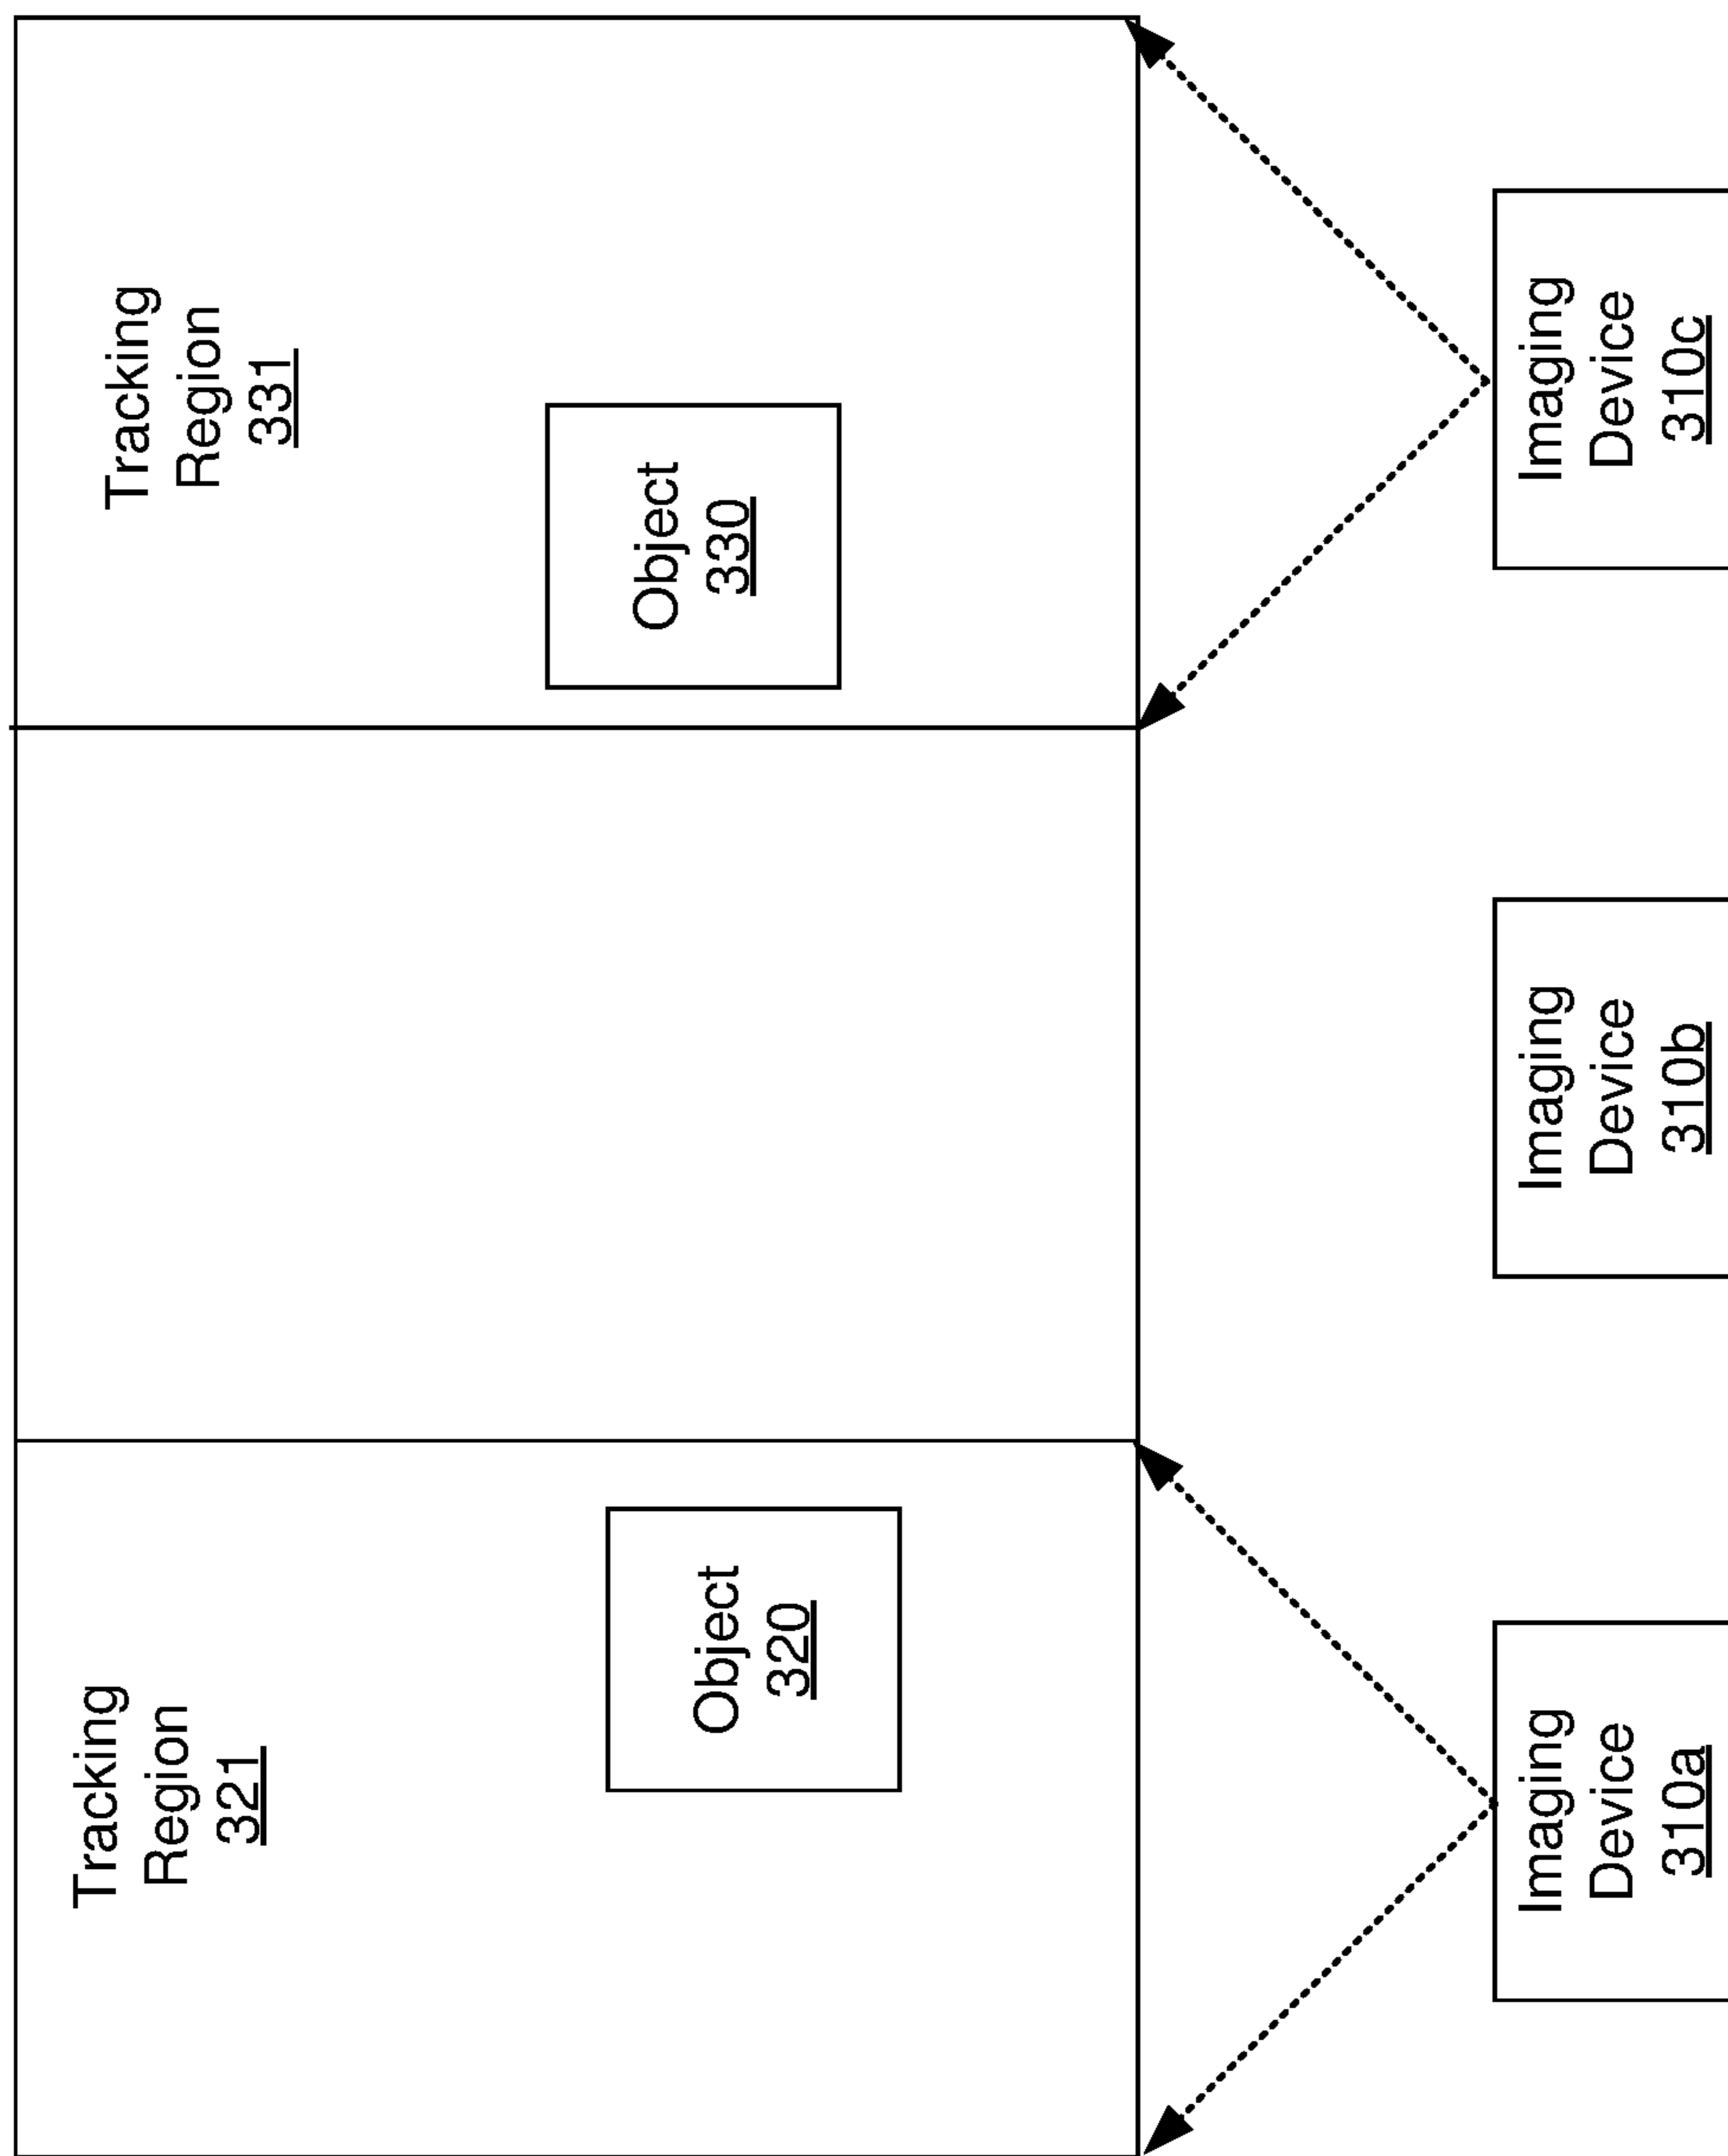 Tracking
Region
321
Tracking
Region
331
Object
320
Object
330
Imaging
Device
310a
Imaging
Device
310b
Imaging
Device
310c